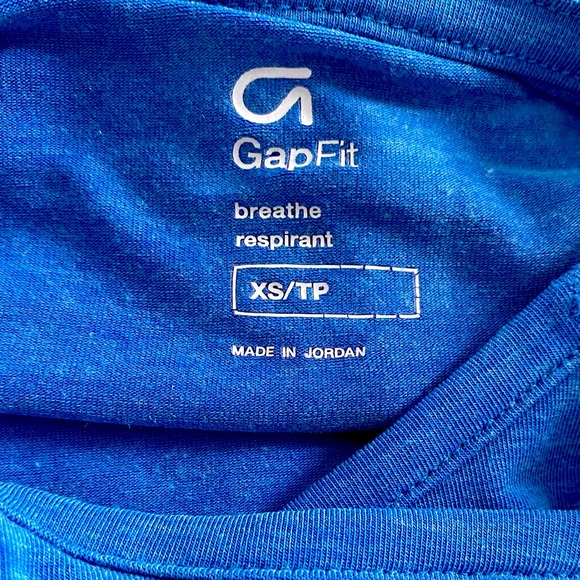 GapFit
breathe
respirant
XS/TP
MADE IN JORDAN